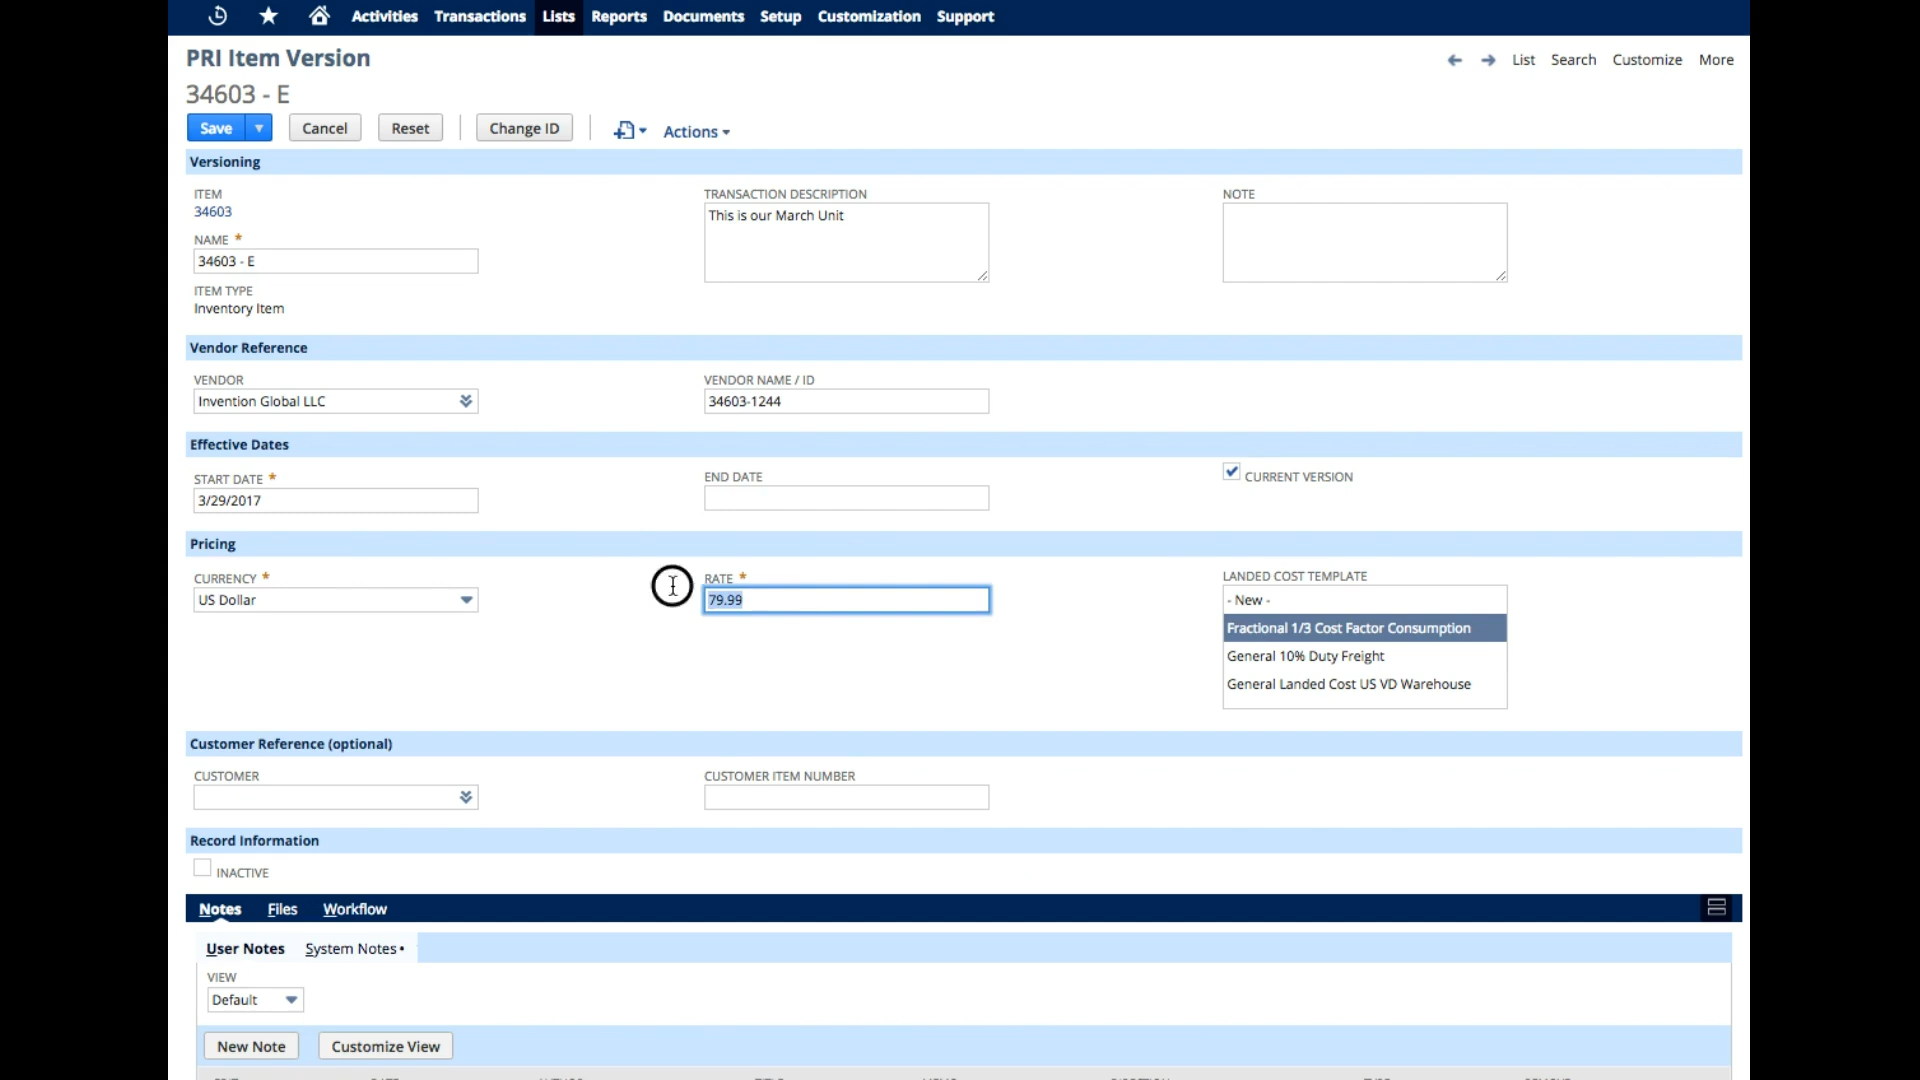 Activities Transactions Lists Reports Documents Setup Customization Support
PRI Item Version
List Search Customize More
34603 - E
Save Cancel Reset Change ID Actions
Versioning
ITEM
34603
NAME *
34603 - E
ITEM TYPE
Inventory Item
TRANSACTION DESCRIPTION
This is our March Unit
NOTE
Vendor Reference
VENDOR
Invention Global LLC
VENDOR NAME / ID
34603-1244
Effective Dates
START DATE *
3/29/2017
END DATE
CURRENT VERSION
Pricing
CURRENCY *
US Dollar
RATE *
79.99
LANDED COST TEMPLATE
- New -
Fractional 1/3 Cost Factor Consumption
General 10% Duty Freight
General Landed Cost US VD Warehouse
Customer Reference (optional)
CUSTOMER
CUSTOMER ITEM NUMBER
Record Information
INACTIVE
Notes Files Workflow
User Notes System Notes •
VIEW
Default
New Note Customize View